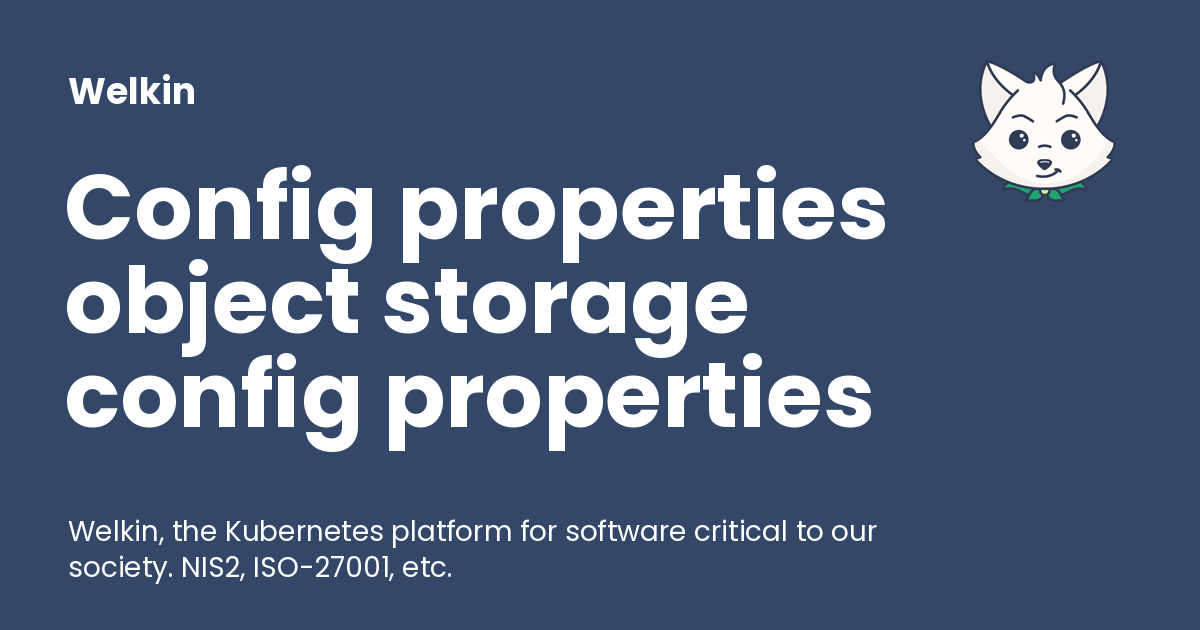 Welkin
Config properties
object storage
config properties
Welkin, the Kubernetes platform for software critical to our
society. NIS2, ISO-27001, etc.